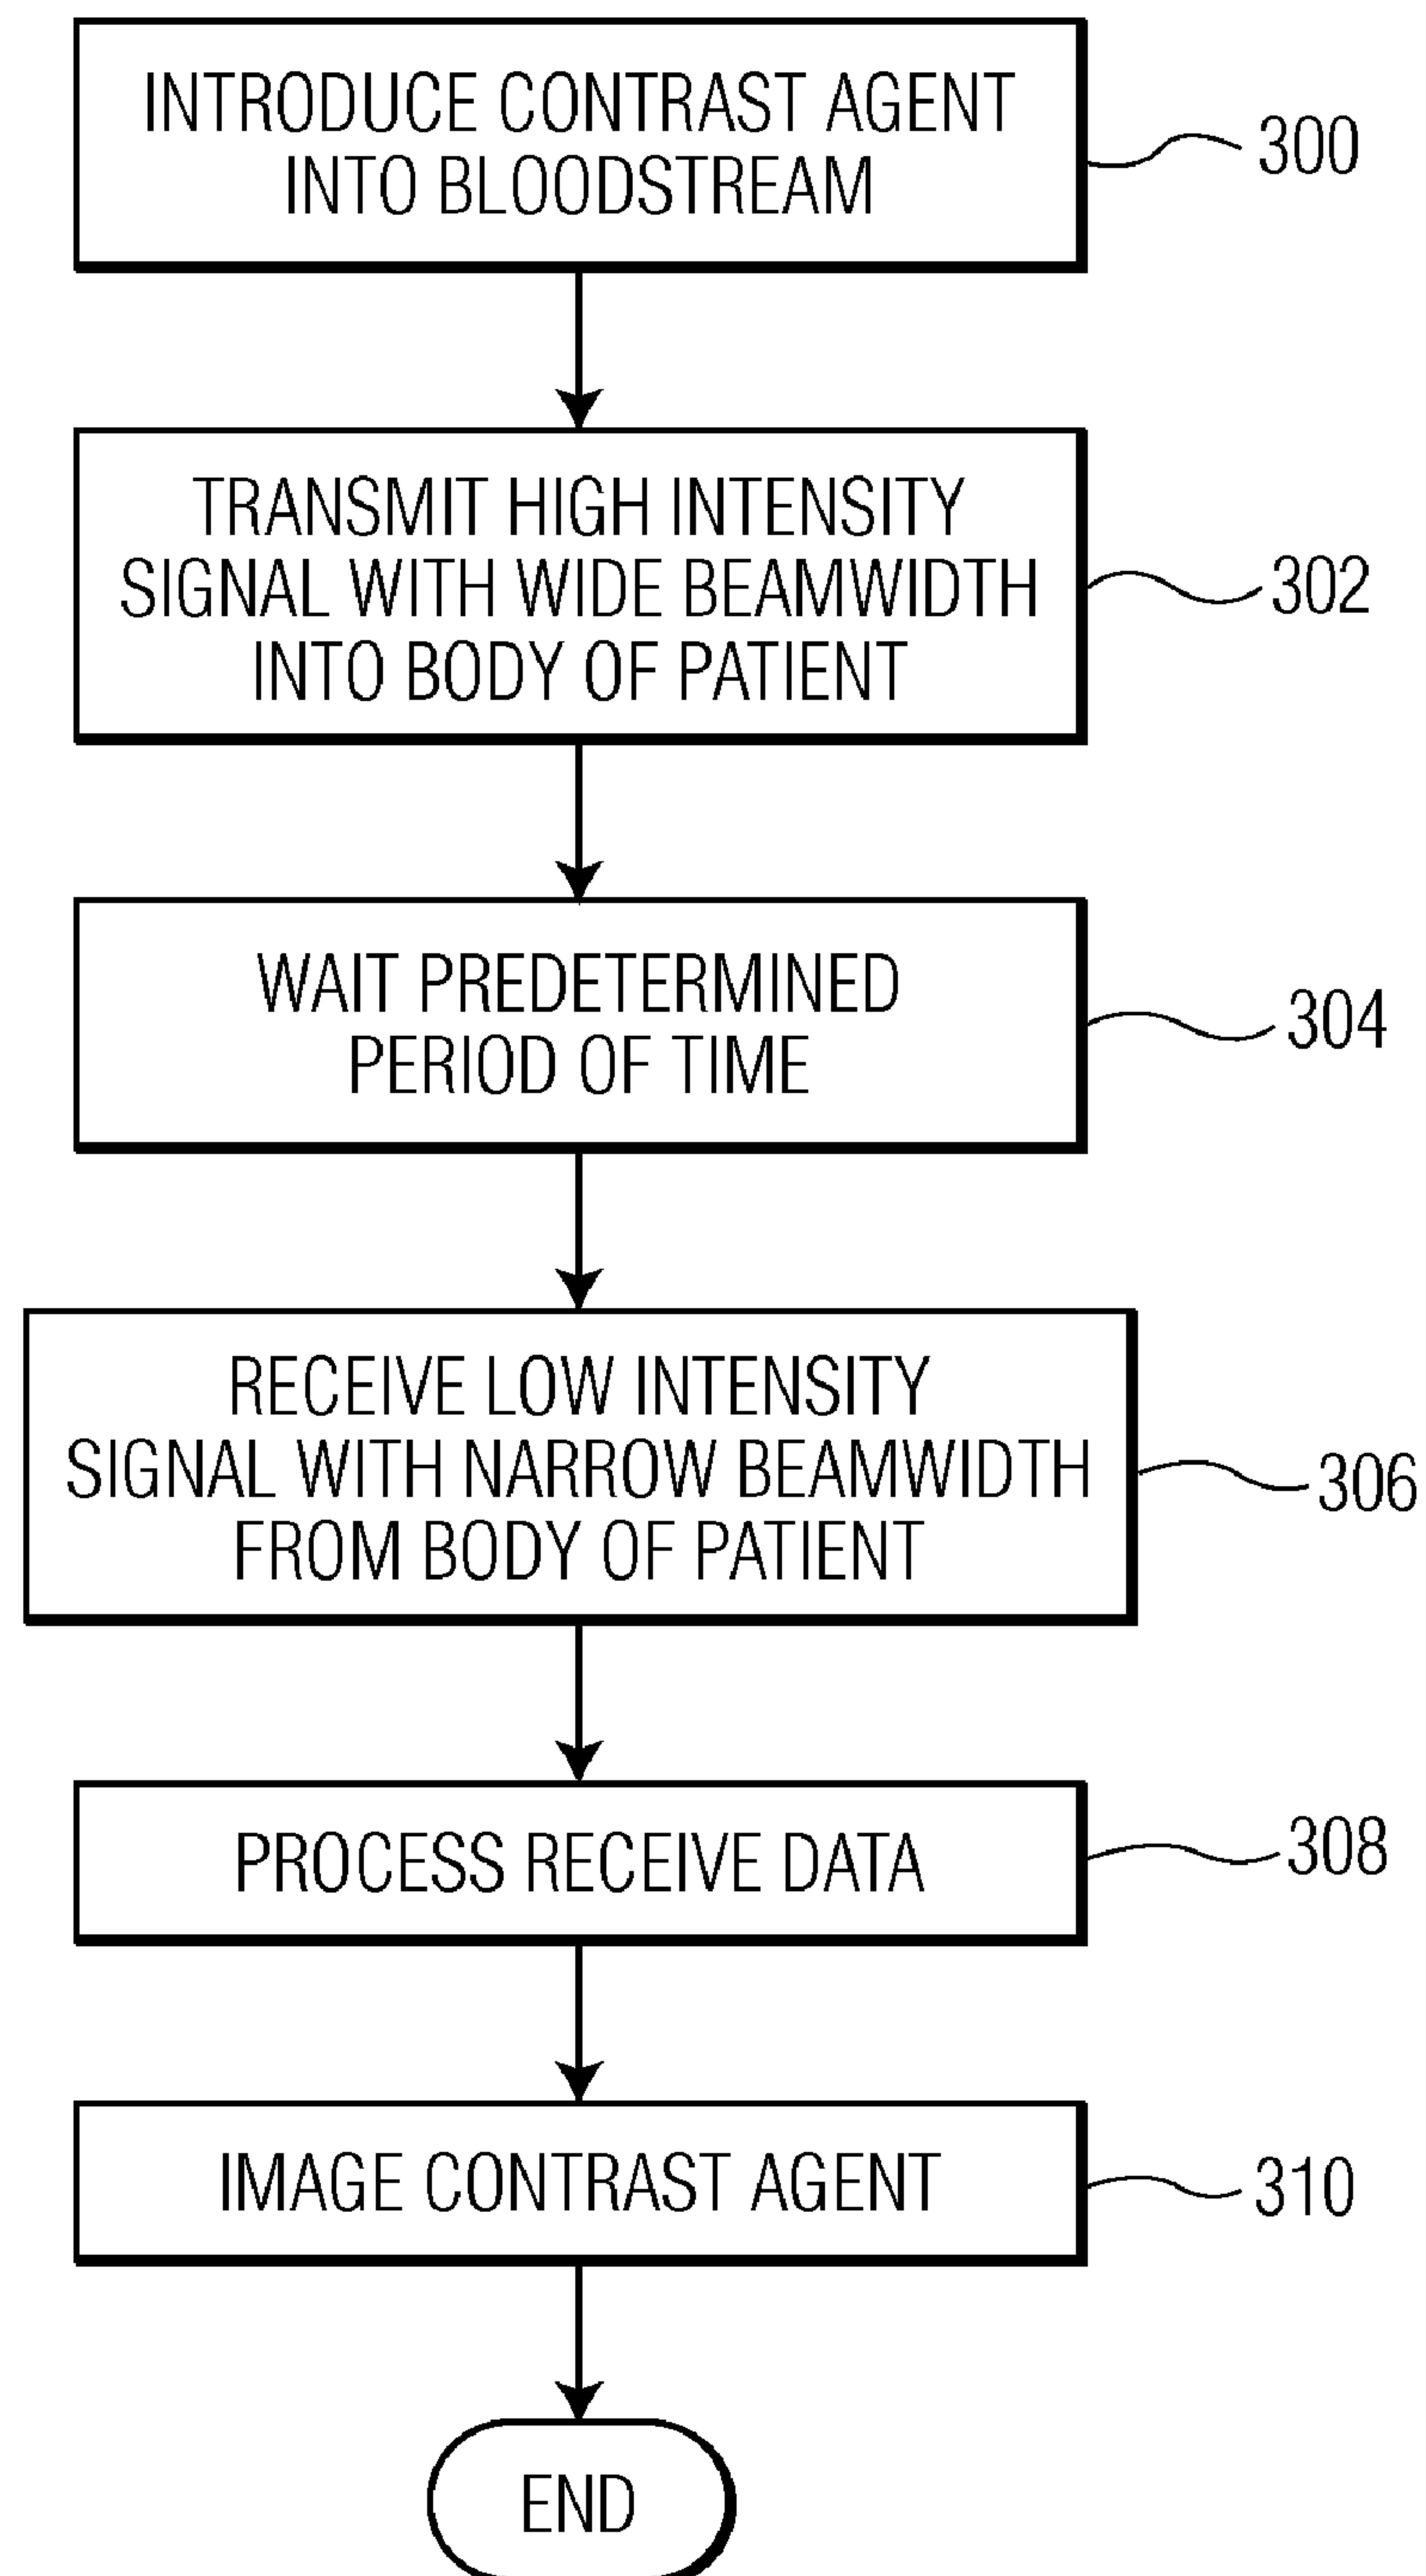 INTRODUCE CONTRAST AGENT
INTO BLOODSTREAM
300
TRANSMIT HIGH INTENSITY
SIGNAL WITH WIDE BEAMWIDTH
INTO BODY OF PATIENT
302
WAIT PREDETERMINED
PERIOD OF TIME
304
RECEIVE LOW INTENSITY
SIGNAL WITH NARROW BEAMWIDTH
FROM BODY OF PATIENT
306
PROCESS RECEIVE DATA
308
IMAGE CONTRAST AGENT
310
END